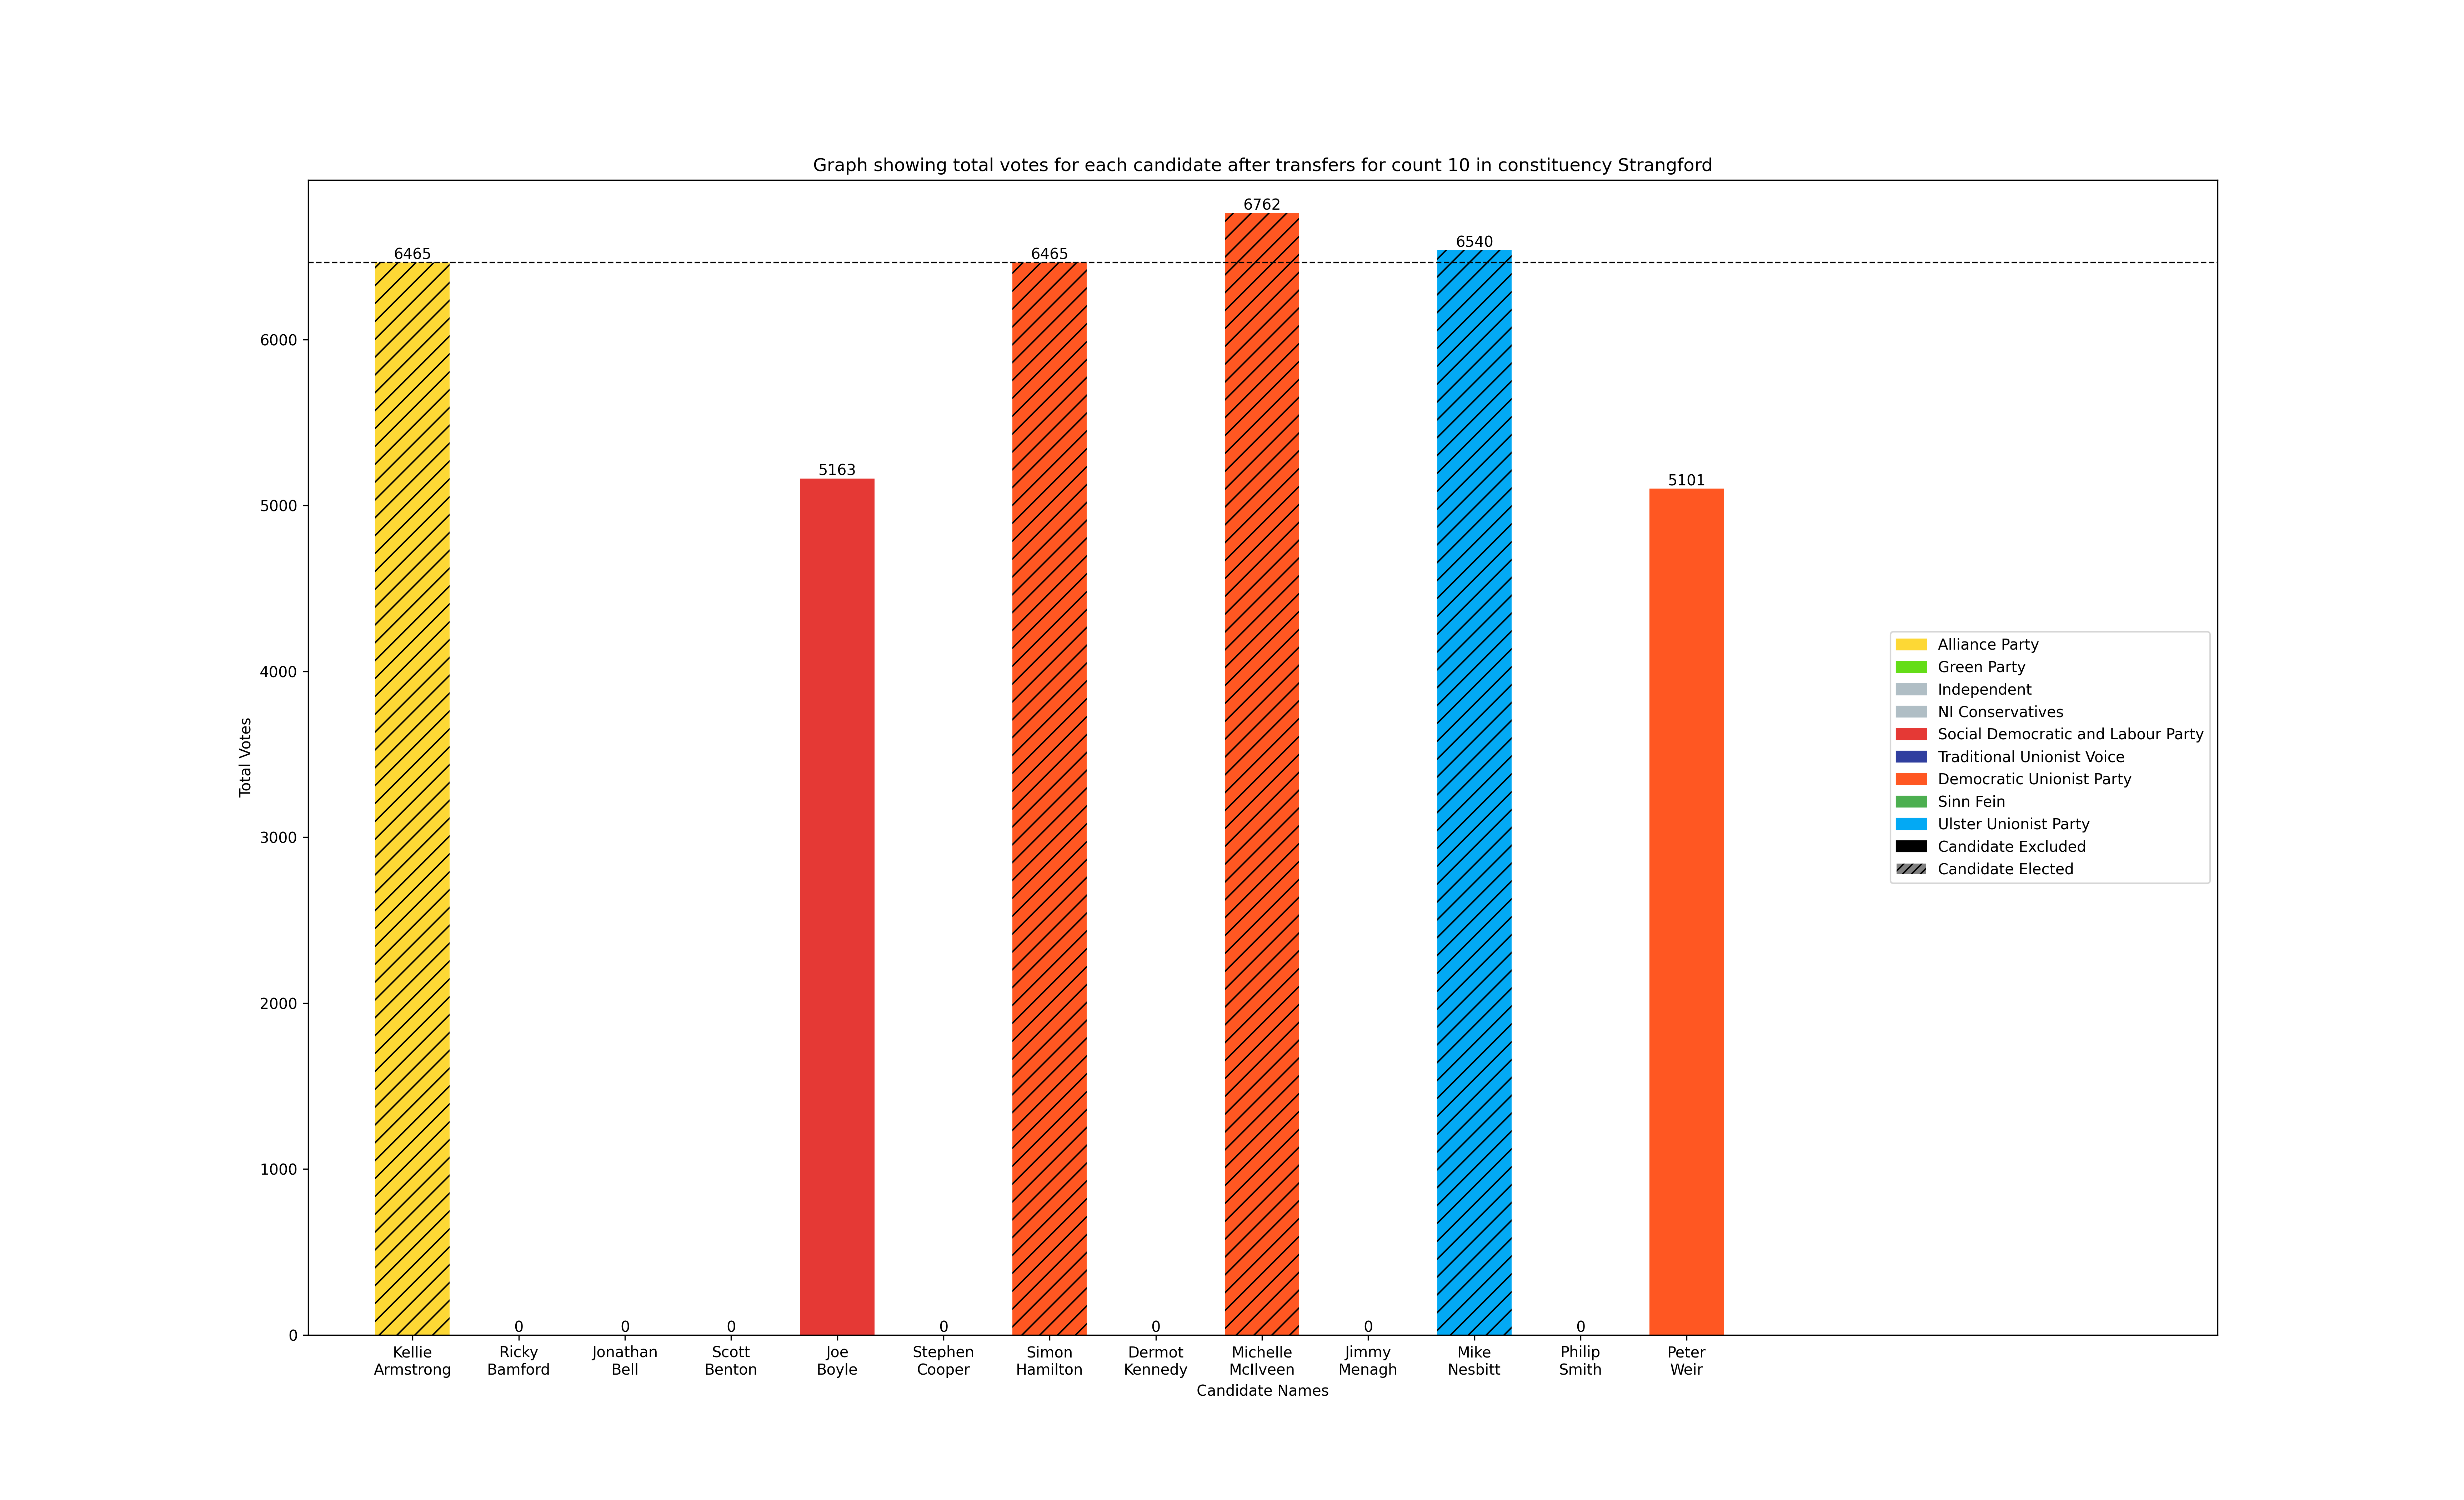 Graph showing total votes for each candidate after transfers for count 10 in constituency Strangford
6762
6540
6465
6465
5163
5101
0
0
0
0
0
0
0
6000
5000
4000
3000
2000
1000
0
Total Votes
Alliance Party
Green Party
Independent
NI Conservatives
Social Democratic and Labour Party
Traditional Unionist Voice
Democratic Unionist Party
Sinn Fein
Ulster Unionist Party
Candidate Excluded
Candidate Elected
Kellie
Armstrong
Ricky
Bamford
Jonathan
Bell
Scott
Benton
Joe
Boyle
Stephen
Cooper
Simon
Hamilton
Dermot
Kennedy
Michelle
McIlveen
Jimmy
Menagh
Mike
Nesbitt
Philip
Smith
Peter
Weir
Candidate Names